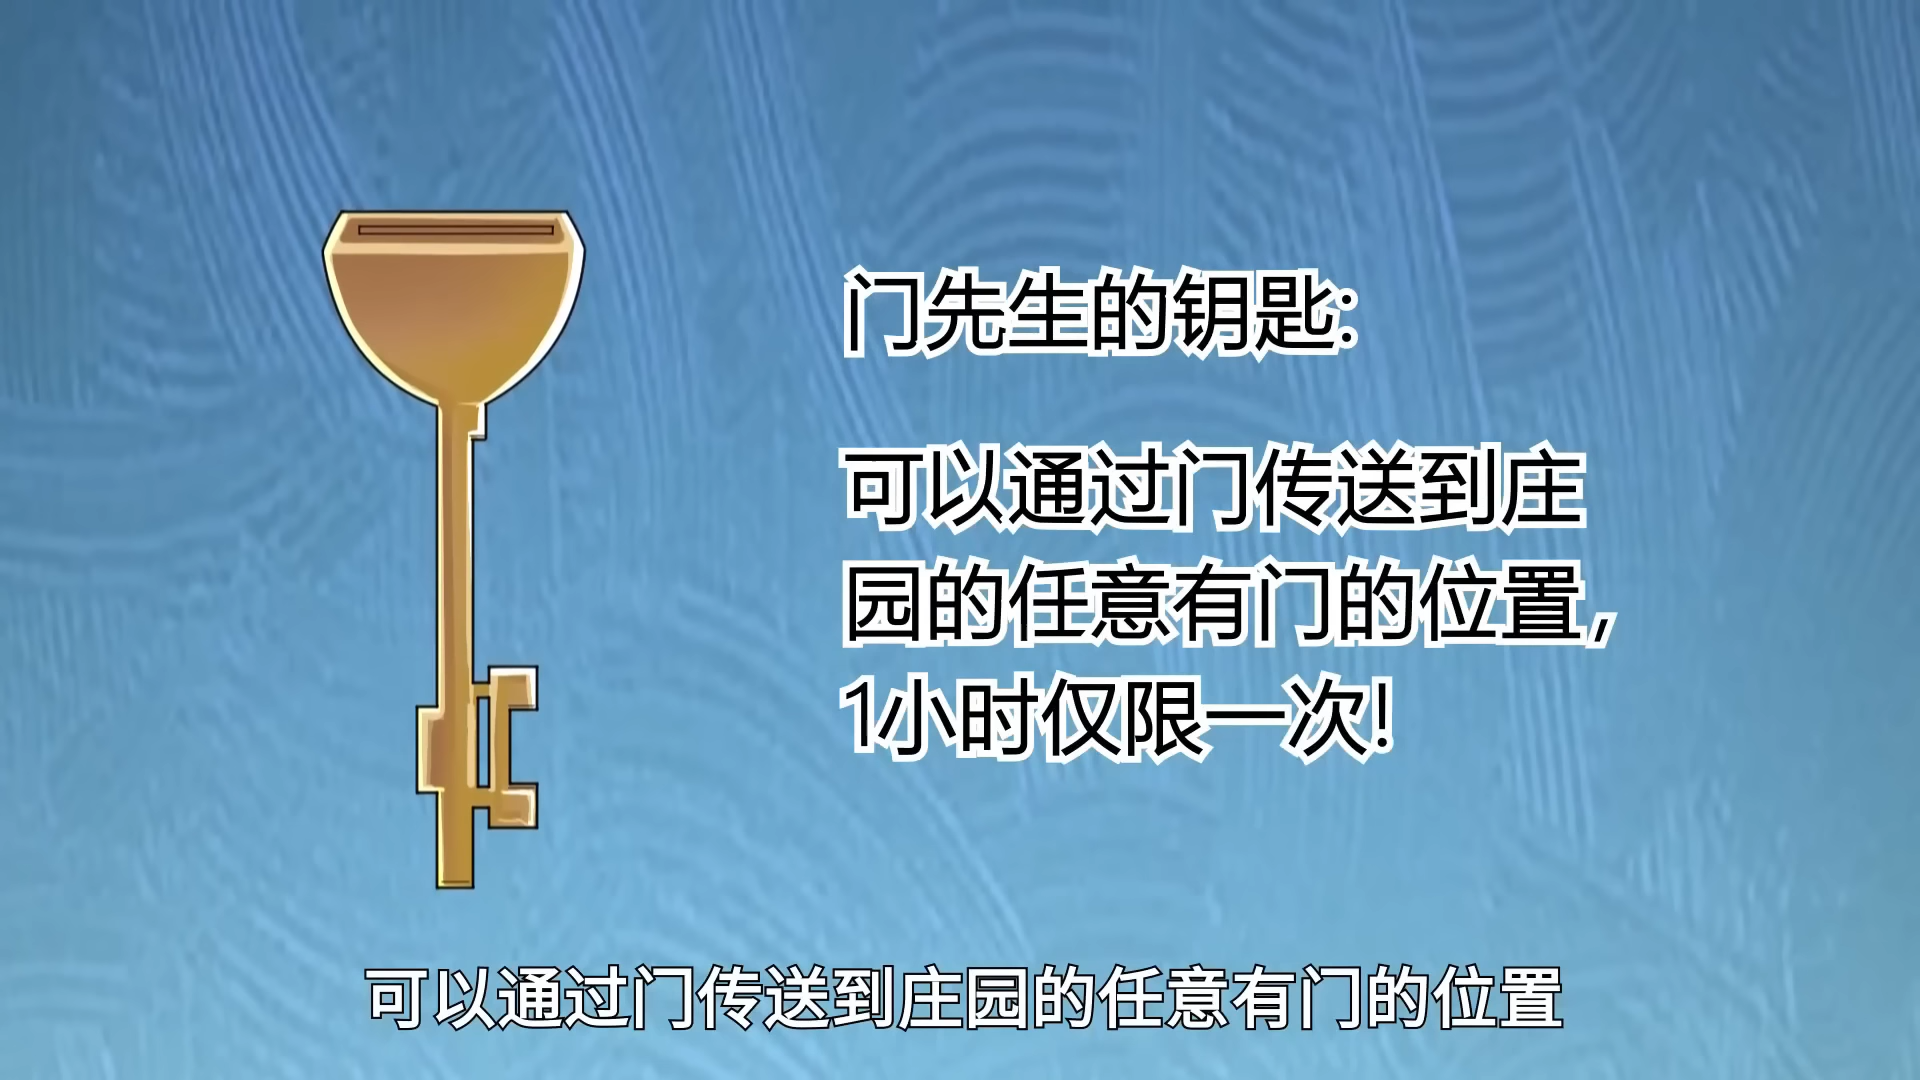 门先生的钥匙:
可以通过门传送到庄
园的任意有门的位置,
1小时仅限一次!
可以通过门传送到庄园的任意有门的位置